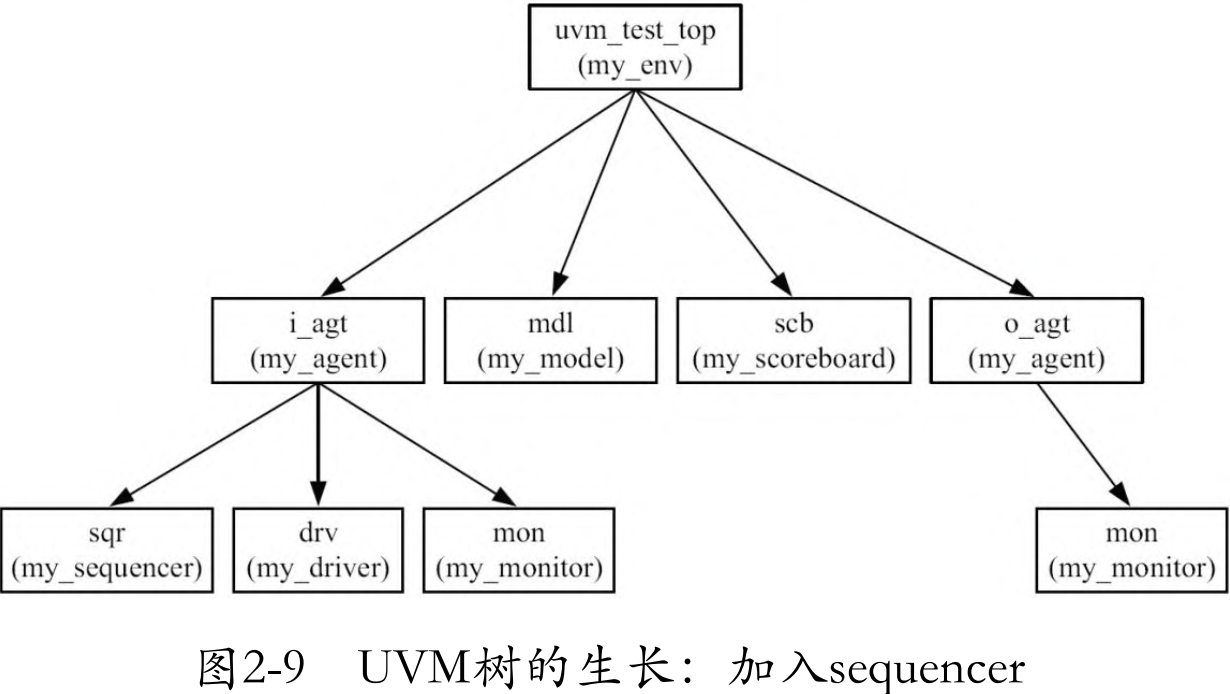 uvm_test_top
(my_env)
i_agt
(my_agent)
mdl
(my_model)
scb
(my_scoreboard)
o_agt
(my_agent)
sqr
(my_sequencer)
drv
(my_driver)
mon
(my_monitor)
mon
(my_monitor)
图2-9 UVM树的生长：加入sequencer